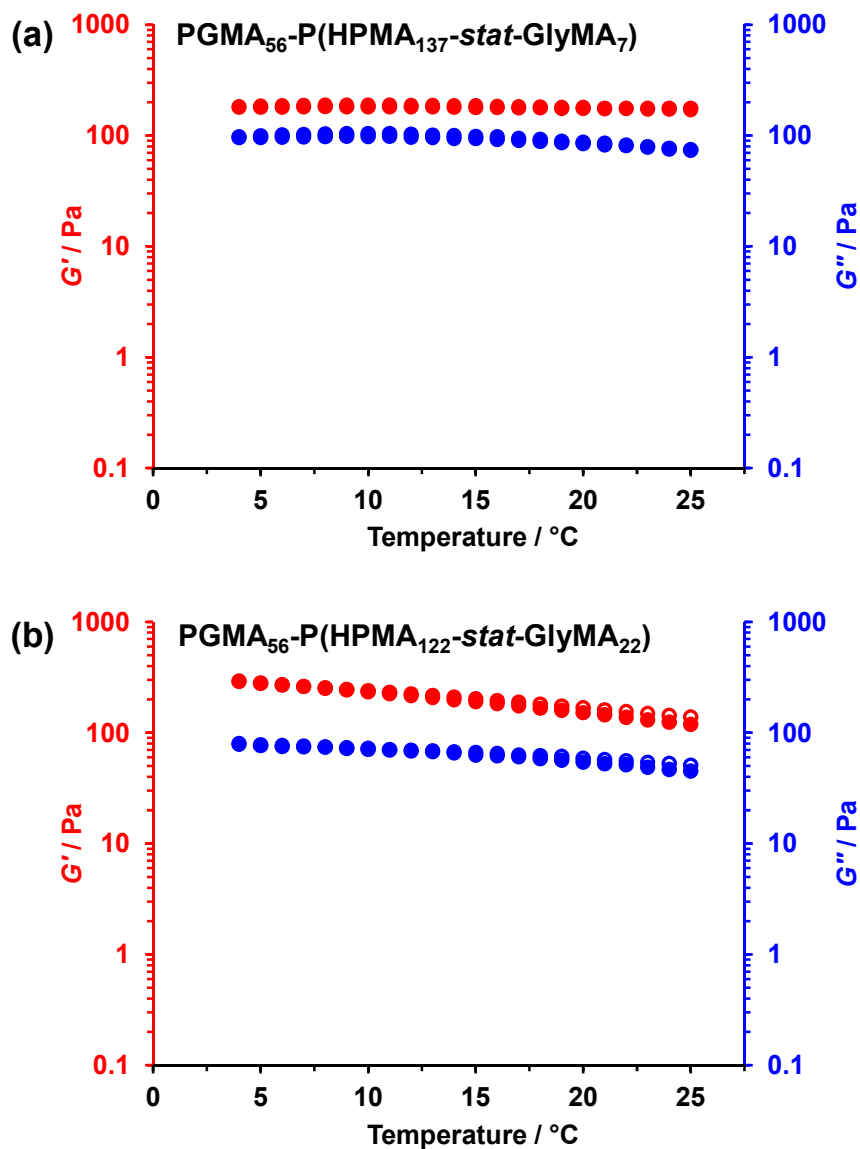 (a)
PGMA₅₆-P(HPMA₁₃₇-stat-GlyMA₇)
1000
100
10
1
0.1
G' / Pa
1000
100
10
1
0.1
G'' / Pa
0 5 10 15 20 25
Temperature / °C
(b)
PGMA₅₆-P(HPMA₁₂₂-stat-GlyMA₂₂)
1000
100
10
1
0.1
G' / Pa
1000
100
10
1
0.1
G'' / Pa
0 5 10 15 20 25
Temperature / °C